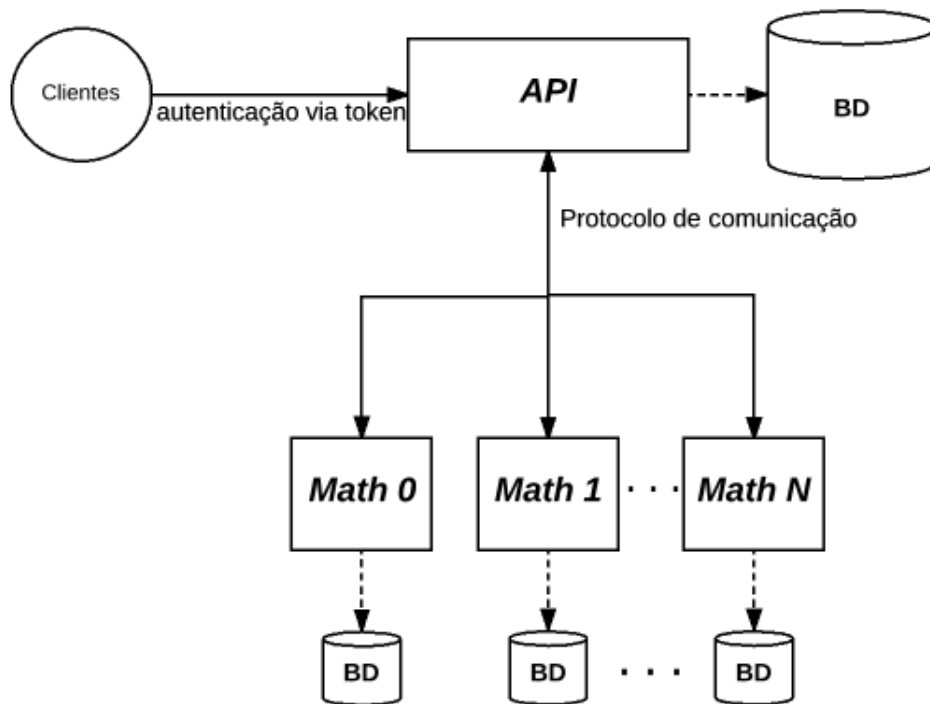 Clientes
autenticação via token
API
BD
Protocolo de comunicação
Math 0
Math 1
. . .
Math N
BD
BD
. . .
BD